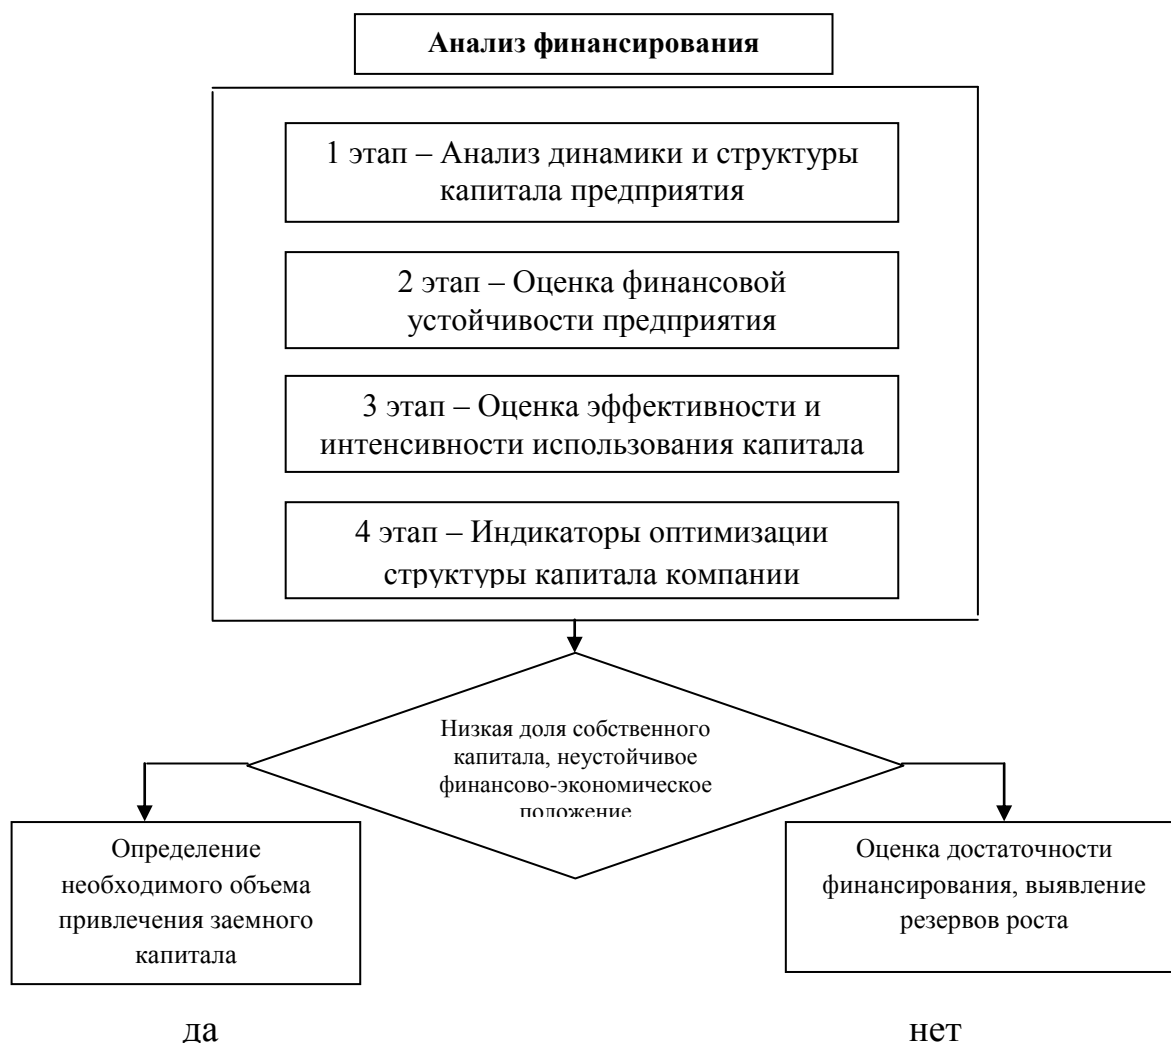 Анализ финансирования
1 этап – Анализ динамики и структуры
капитала предприятия
2 этап – Оценка финансовой
устойчивости предприятия
3 этап – Оценка эффективности и
интенсивности использования капитала
4 этап – Индикаторы оптимизации
структуры капитала компании
Низкая доля собственного
капитала, неустойчивое
финансово-экономическое
положение
Определение
необходимого объема
привлечения заемного
капитала
Оценка достаточности
финансирования, выявление
резервов роста
да
нет